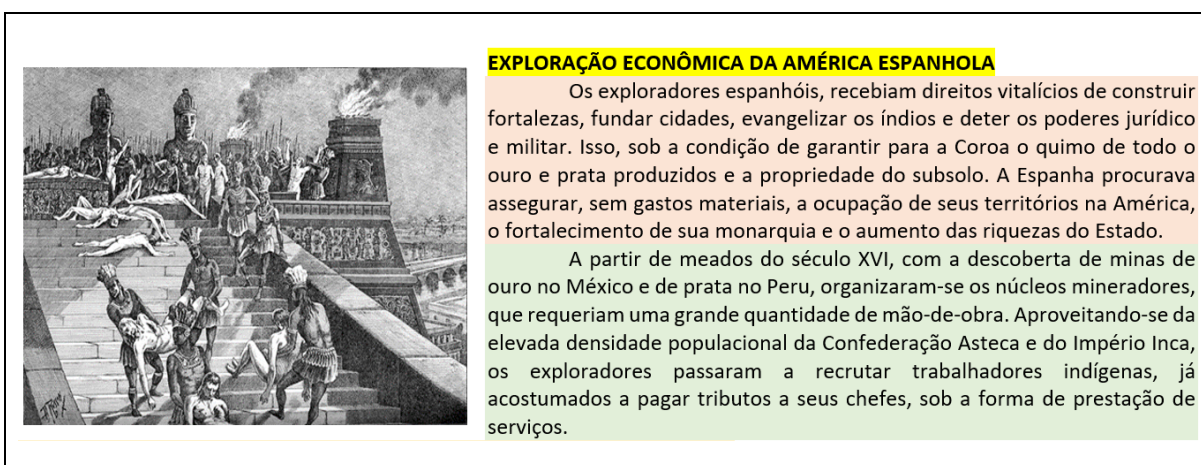 EXPLORAÇÃO ECONÔMICA DA AMÉRICA ESPANHOLA
Os exploradores espanhóis, recebiam direitos vitalícios de construir
fortalezas, fundar cidades, evangelizar os índios e deter os poderes jurídico
e militar. Isso, sob a condição de garantir para a Coroa o quimo de todo o
ouro e prata produzidos e a propriedade do subsolo. A Espanha procurava
assegurar, sem gastos materiais, a ocupação de seus territórios na América,
o fortalecimento de sua monarquia e o aumento das riquezas do Estado.
A partir de meados do século XVI, com a descoberta de minas de
ouro no México e de prata no Peru, organizaram-se os núcleos mineradores,
que requeriam uma grande quantidade de mão-de-obra. Aproveitando-se da
elevada densidade populacional da Confederação Asteca e do Império Inca,
os exploradores passaram a recrutar trabalhadores indígenas, já
acostumados a pagar tributos a seus chefes, sob a forma de prestação de
serviços.